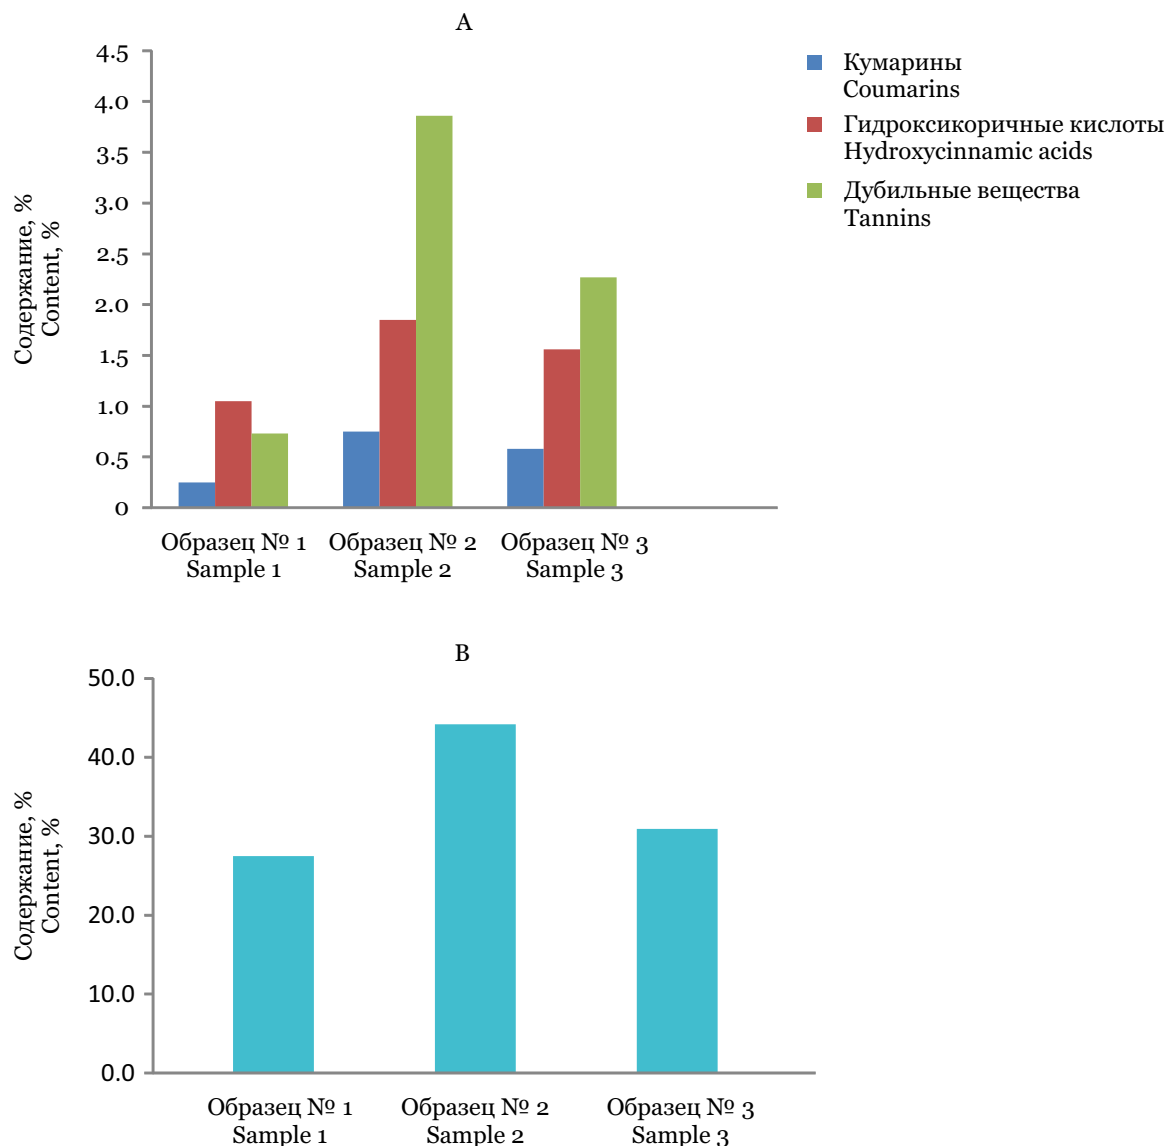 A
4.5
4.0
3.5
3.0
2.5
2.0
1.5
1.0
0.5
0
Содержание, %
Content, %
Образец № 1
Sample 1
Образец № 2
Sample 2
Образец № 3
Sample 3
Кумарины
Coumarins
Гидроксикоричные кислоты
Hydroxycinnamic acids
Дубильные вещества
Tannins
B
50.0
40.0
30.0
20.0
10.0
0.0
Содержание, %
Content, %
Образец № 1
Sample 1
Образец № 2
Sample 2
Образец № 3
Sample 3